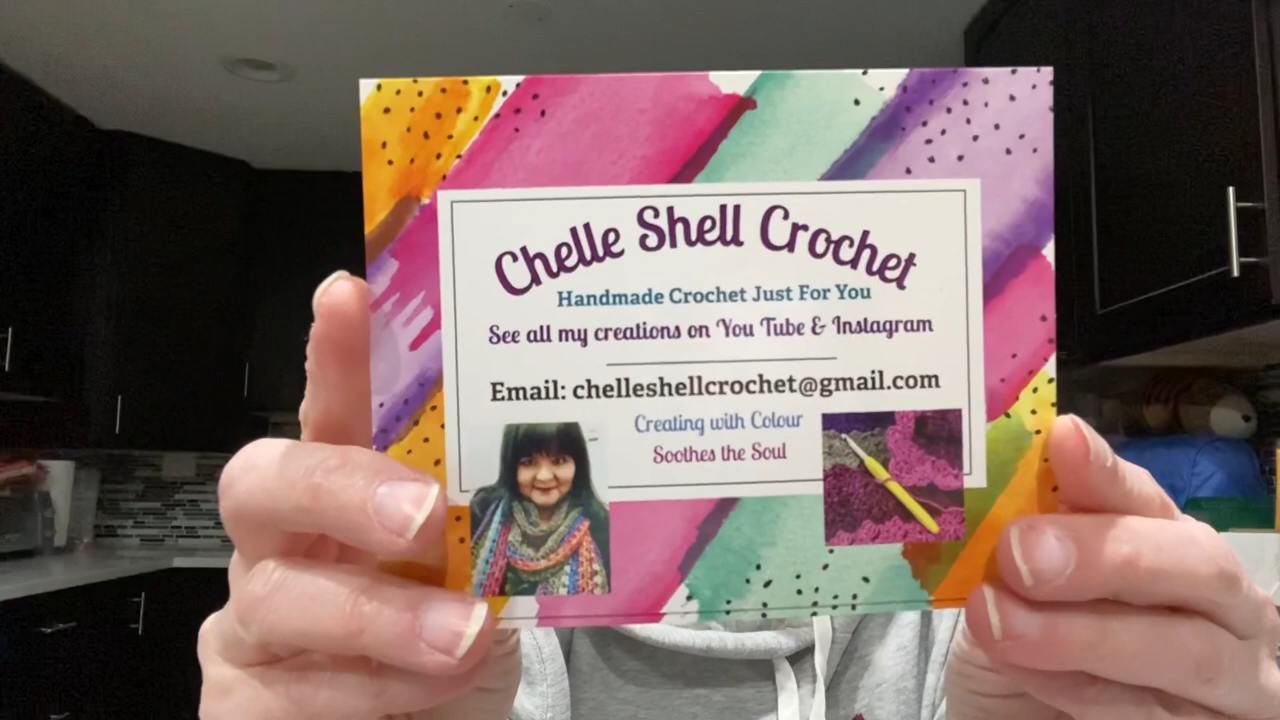 Chelle Shell Crochet
Handmade Crochet Just For You
See all my creations on You Tube & Instagram
Email: chelleshellcrochet@gmail.com
Creating with Colour
Soothes the Soul